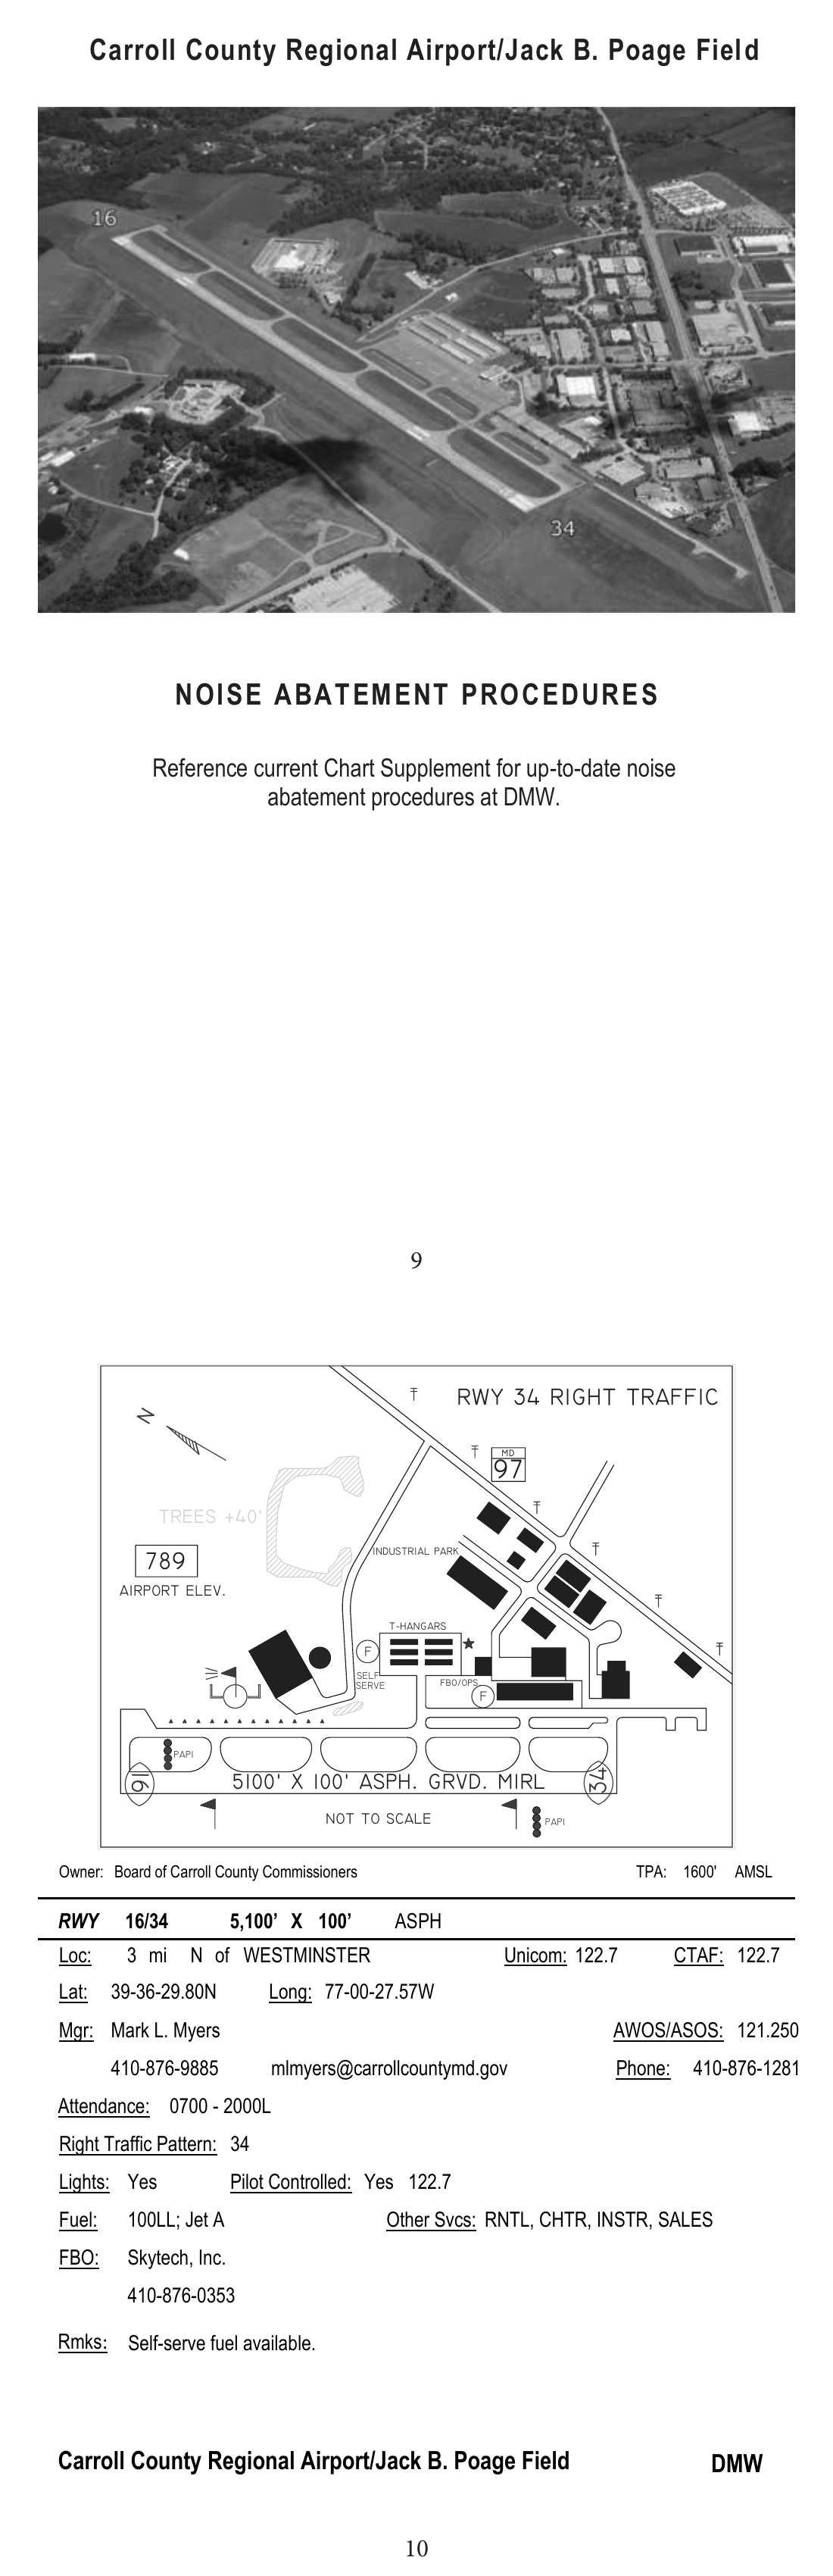 Carroll County Regional Airport/Jack B. Poage Field
16
34
NOISE ABATEMENT PROCEDURES
Reference current Chart Supplement for up-to-date noise
abatement procedures at DMW.
9
RWY 34 RIGHT TRAFFIC
N
MD
97
TREES +40'
789
AIRPORT ELEV.
INDUSTRIAL PARK
T-HANGARS
F
SELF
SERVE
FBO/OPS
F
PAPI
16
5100' X 100' ASPH. GRVD. MIRL
34
NOT TO SCALE
PAPI
Owner: Board of Carroll County Commissioners TPA: 1600' AMSL
RWY 16/34 5,100’ X 100’ ASPH
Loc: 3 mi N of WESTMINSTER Unicom: 122.7 CTAF: 122.7
Lat: 39-36-29.80N Long: 77-00-27.57W
Mgr: Mark L. Myers AWOS/ASOS: 121.250
410-876-9885 mlmyers@carrollcountymd.gov Phone: 410-876-1281
Attendance: 0700 - 2000L
Right Traffic Pattern: 34
Lights: Yes Pilot Controlled: Yes 122.7
Fuel: 100LL; Jet A Other Svcs: RNTL, CHTR, INSTR, SALES
FBO: Skytech, Inc.
410-876-0353
Rmks: Self-serve fuel available.
Carroll County Regional Airport/Jack B. Poage Field DMW
10